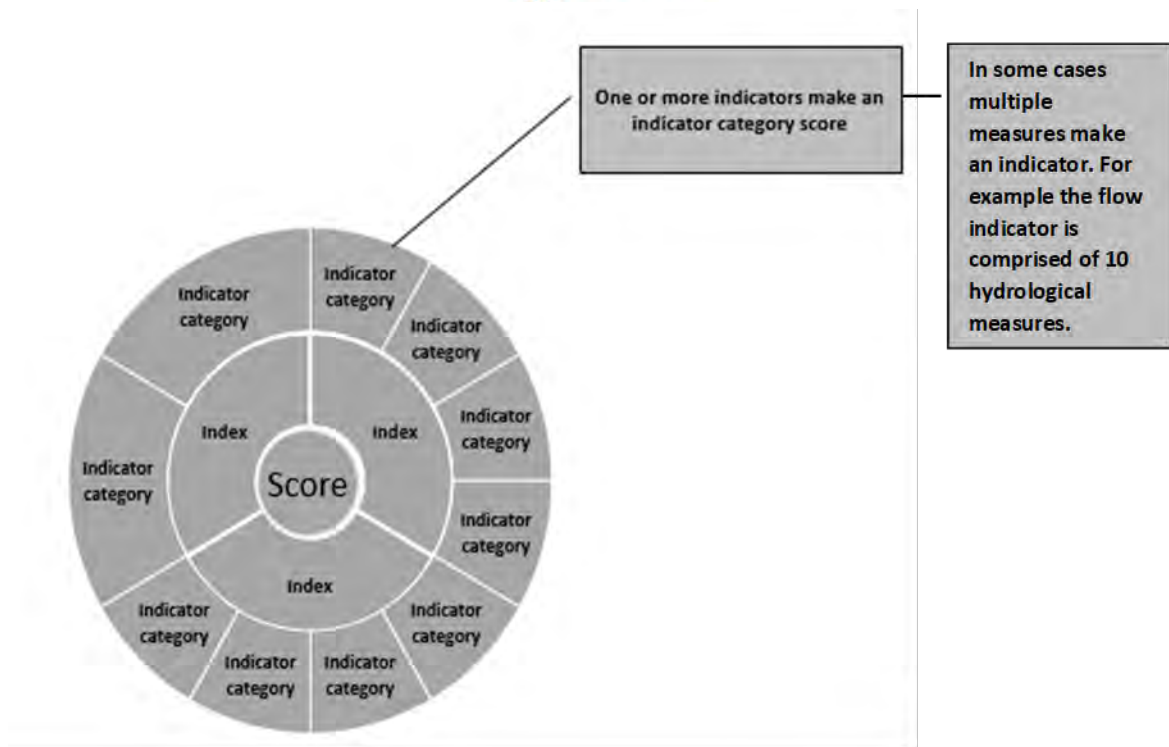 One or more indicators make an
indicator category score
In some cases
multiple
measures make
an indicator. For
example the flow
indicator is
comprised of 10
hydrological
measures.
Indicator
category
Indicator
category
Indicator
category
Indicator
category
Indicator
category
Indicator
category
Indicator
category
Indicator
category
Indicator
category
Indicator
category
Index
Index
Index
Score